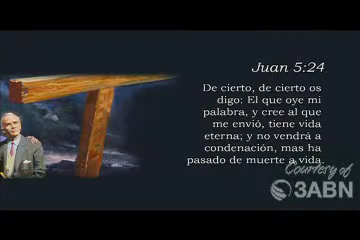 Juan 5:24
De cierto, de cierto os
digo: El que oye mi
palabra, y cree al que
me envió, tiene vida
eterna; y no vendrá a
condenación, mas ha
pasado de muerte a vida.
Courtesy of
3ABN